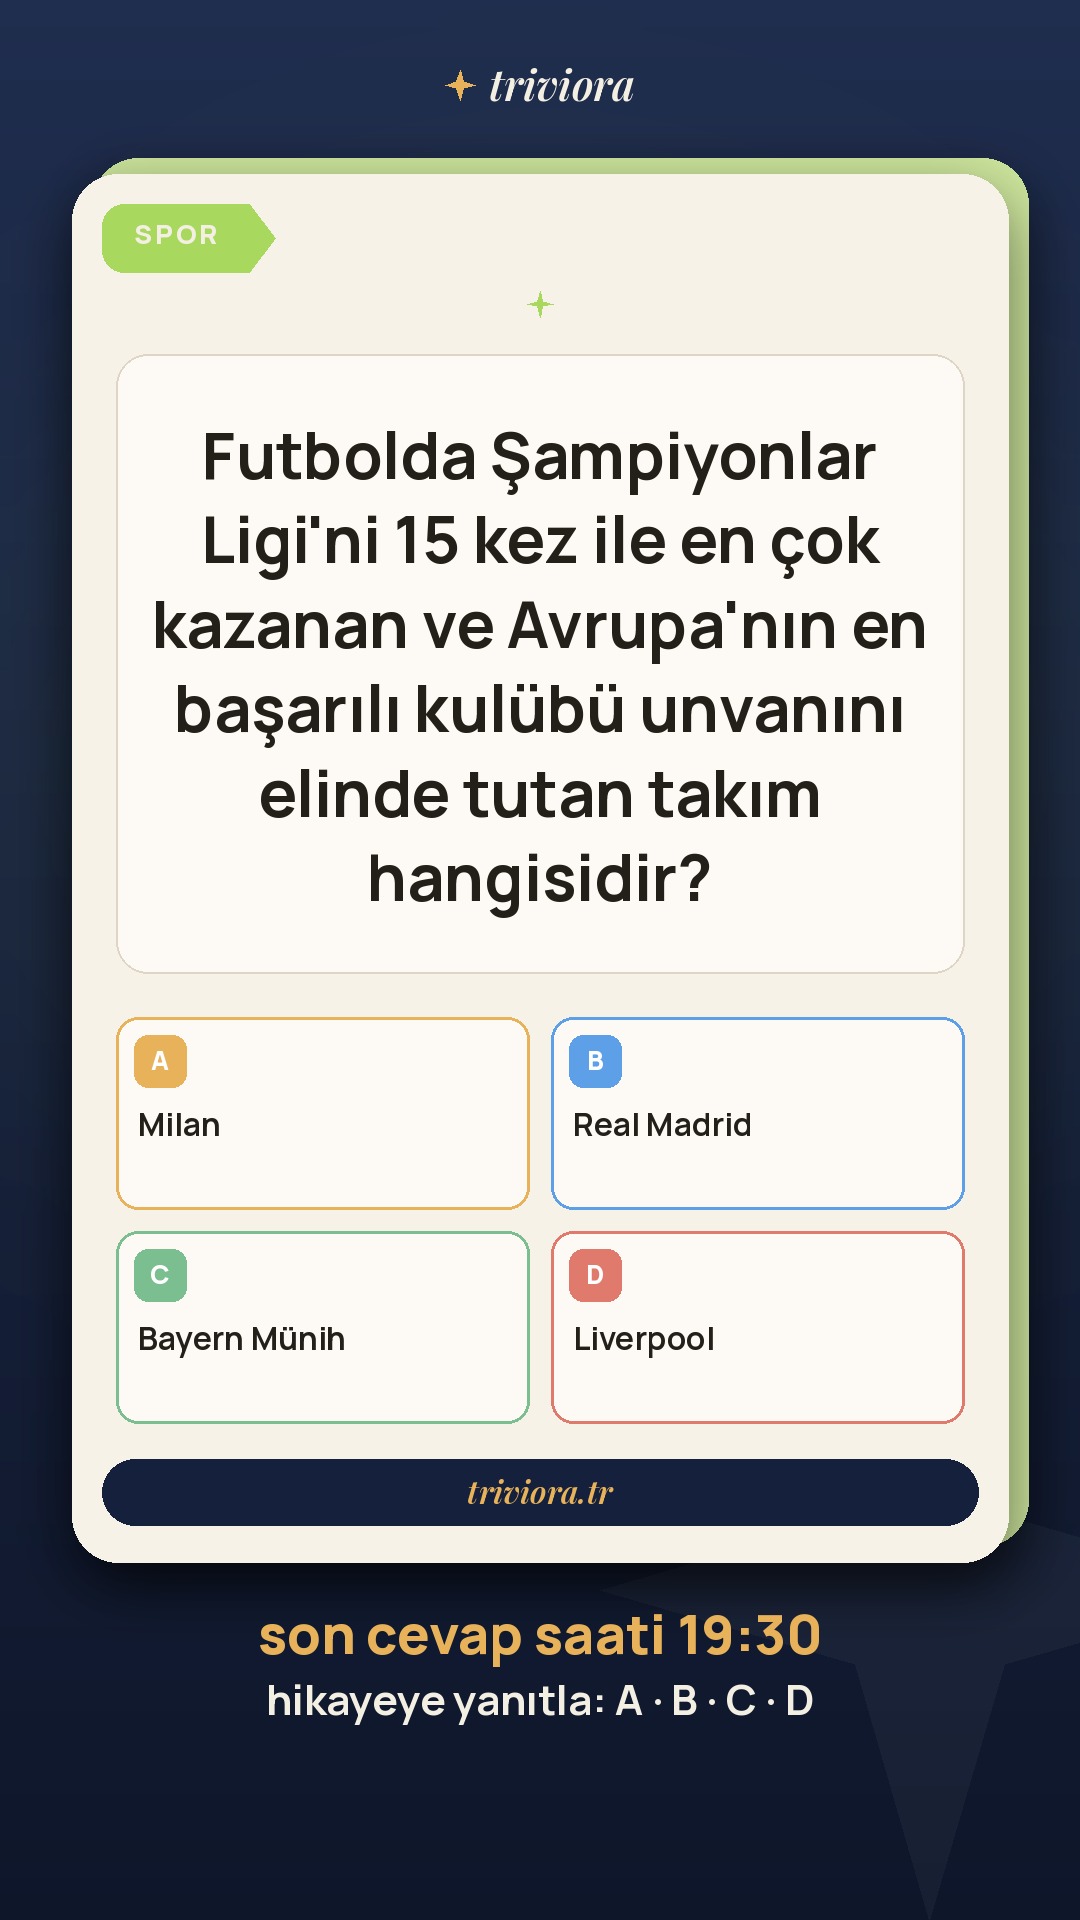 triviora
SPOR
Futbolda Şampiyonlar
Ligi'ni 15 kez ile en çok
kazanan ve Avrupa'nın en
başarılı kulübü unvanını
elinde tutan takım
hangisidir?
A
Milan
B
Real Madrid
C
Bayern Münih
D
Liverpool
triviora.tr
son cevap saati 19:30
hikayeye yanıtla: A · B · C · D